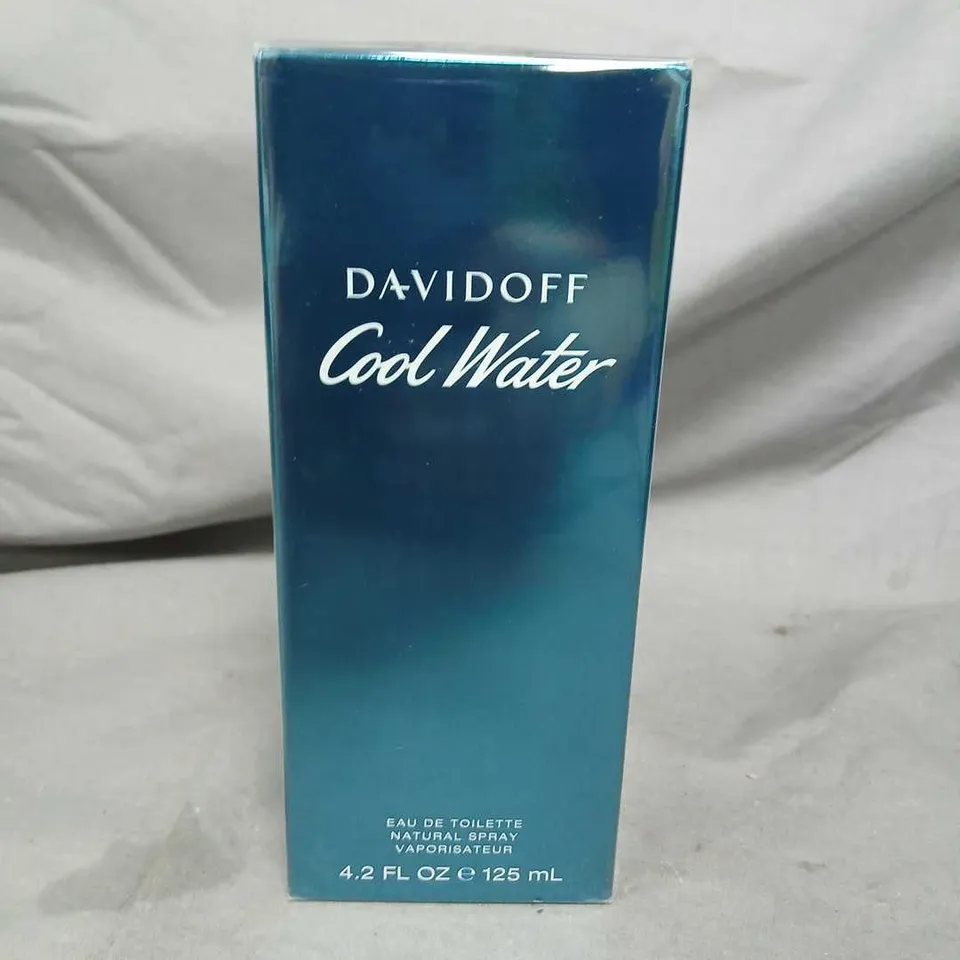 DAVIDOFF
Cool Water
EAU DE TOILETTE
NATURAL SPRAY
VAPORISATEUR
4.2 FL OZ ℮ 125 mL